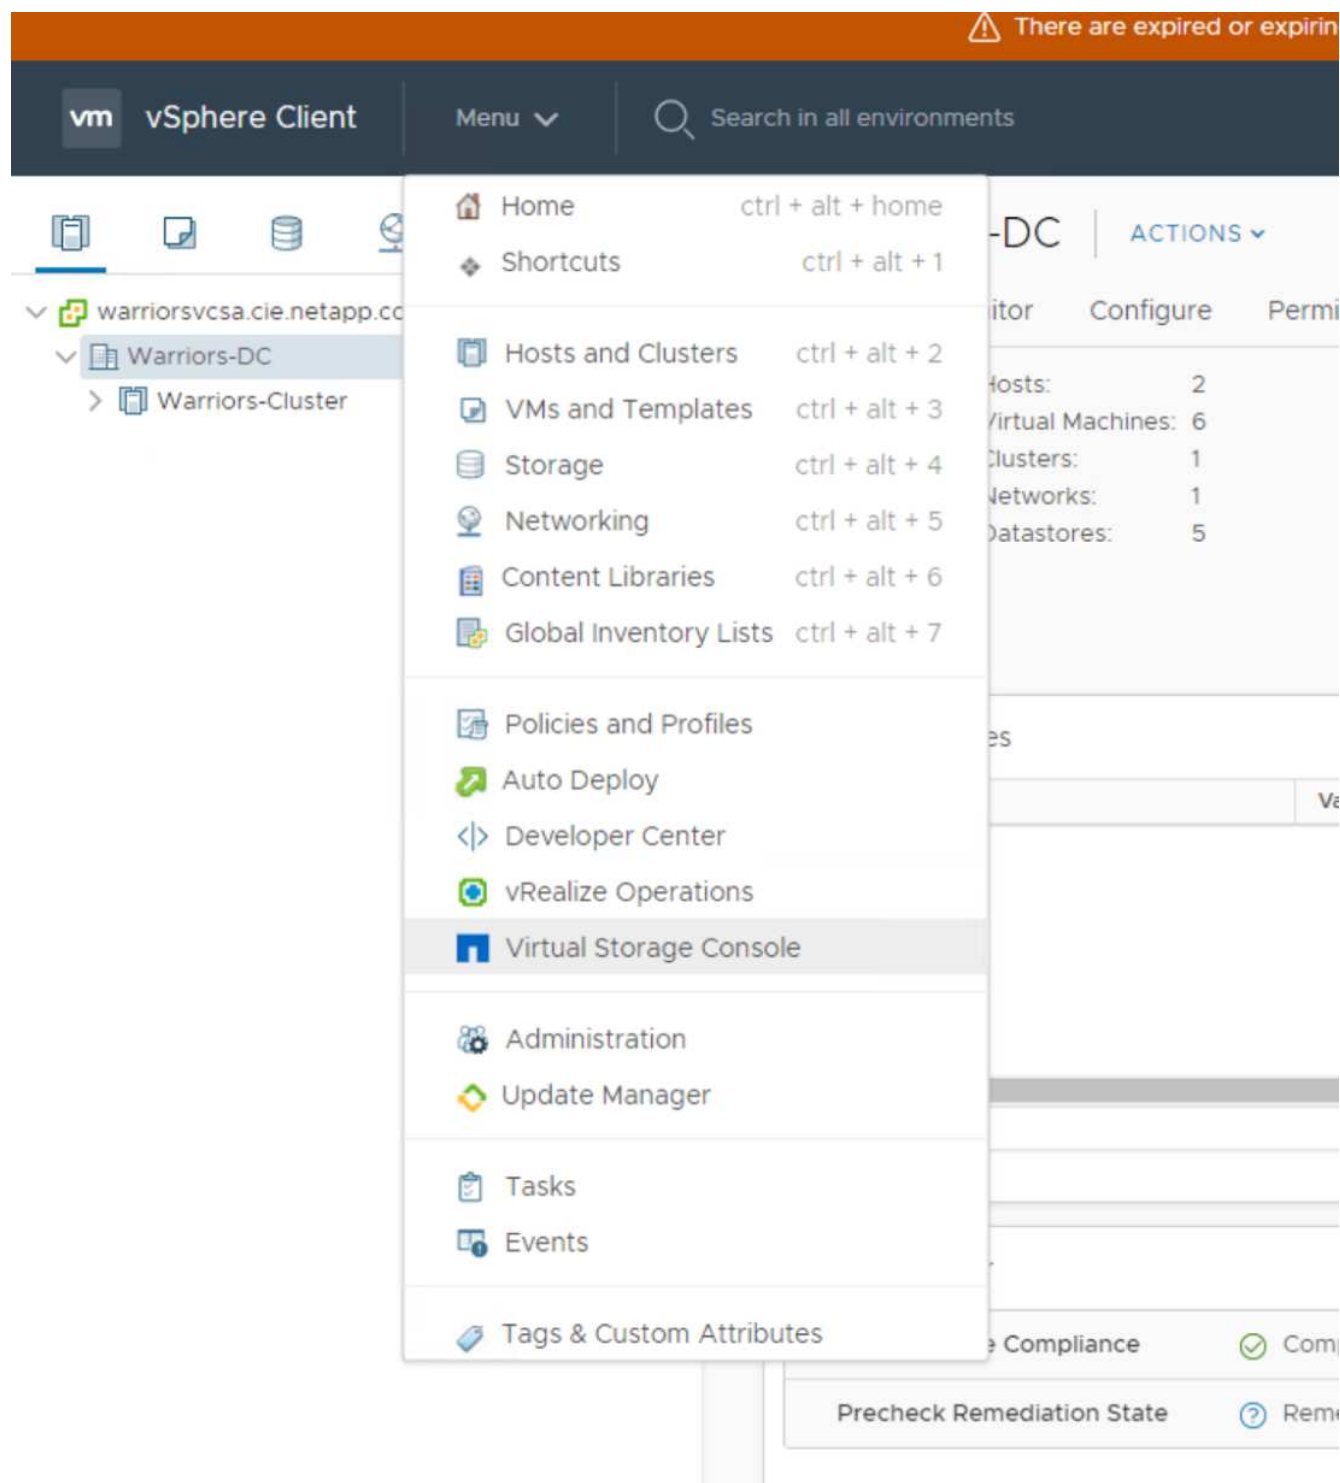 There are expired or
vm vSphere Client Menu Search in all environments
Home ctrl + alt + home
Shortcuts ctrl + alt + 1
-DC ACTIONS
Configure
warriorsvcsa.cie.netapp.cc
Warriors-DC
Warriors-Cluster
Hosts and Clusters ctrl + alt + 2
VMs and Templates ctrl + alt + 3
Storage ctrl + alt + 4
Networking ctrl + alt + 5
Content Libraries ctrl + alt + 6
Global Inventory Lists ctrl + alt + 7
Hosts: 2
Virtual Machines: 6
Clusters: 1
Networks: 1
Datastores: 5
Policies and Profiles
Auto Deploy
Developer Center
vRealize Operations
Virtual Storage Console
Administration
Update Manager
Tasks
Events
Tags & Custom Attributes
Compliance
Precheck Remediation State